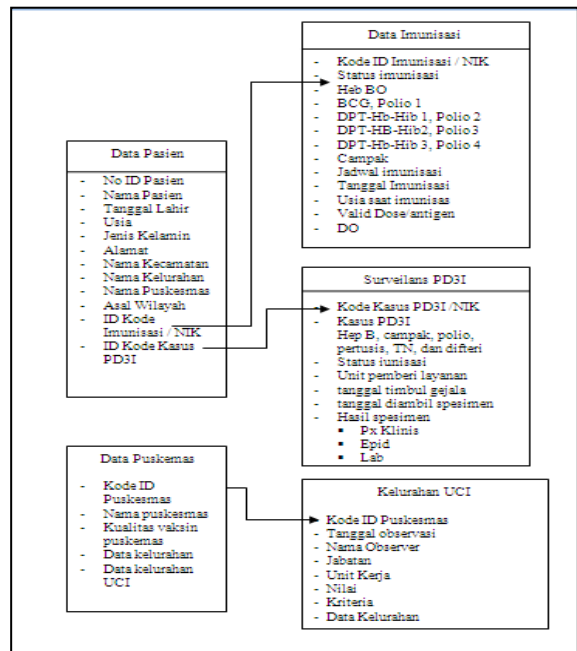 Data Imunisasi
- Kode ID Imunisasi / NIK
- Status imunisasi
- Heb BO
- BCG, Polio 1
- DPT-Hb-Hib 1, Polio 2
- DPT-HB-Hib2, Polio3
- DPT-Hb-Hib 3, Polio 4
- Campak
- Jadwal imunisasi
- Tanggal Imunisasi
- Usia saat imunisas
- Valid Dose/antigen
- DO
Data Pasien
- No ID Pasien
- Nama Pasien
- Tanggal Lahir
- Usia
- Jenis Kelamin
- Alamat
- Nama Kecamatan
- Nama Kelurahan
- Nama Puskesmas
- Asal Wilayah
- ID Kode
Imunisasi / NIK
- ID Kode Kasus
PD3I
Surveilans PD3I
- Kode Kasus PD3I /NIK
- Kasus PD3I
Hep B, campak, polio,
pertusis, TN, dan difteri
- Status iunisasi
- Unit pemberi layanan
- tanggal timbul gejala
- tanggal diambil spesimen
- Hasil spesimen
▪ Px Klinis
▪ Epid
▪ Lab
Data Puskemas
- Kode ID
Puskesmas
- Nama puskesmas
- Kualitas vaksin
puskemas
- Data kelurahan
- Data kelurahan
UCI
Kelurahan UCI
Kode ID Puskesmas
- Tanggal observasi
- Nama Observer
- Jabatan
- Unit Kerja
- Nilai
- Kriteria
- Data Kelurahan